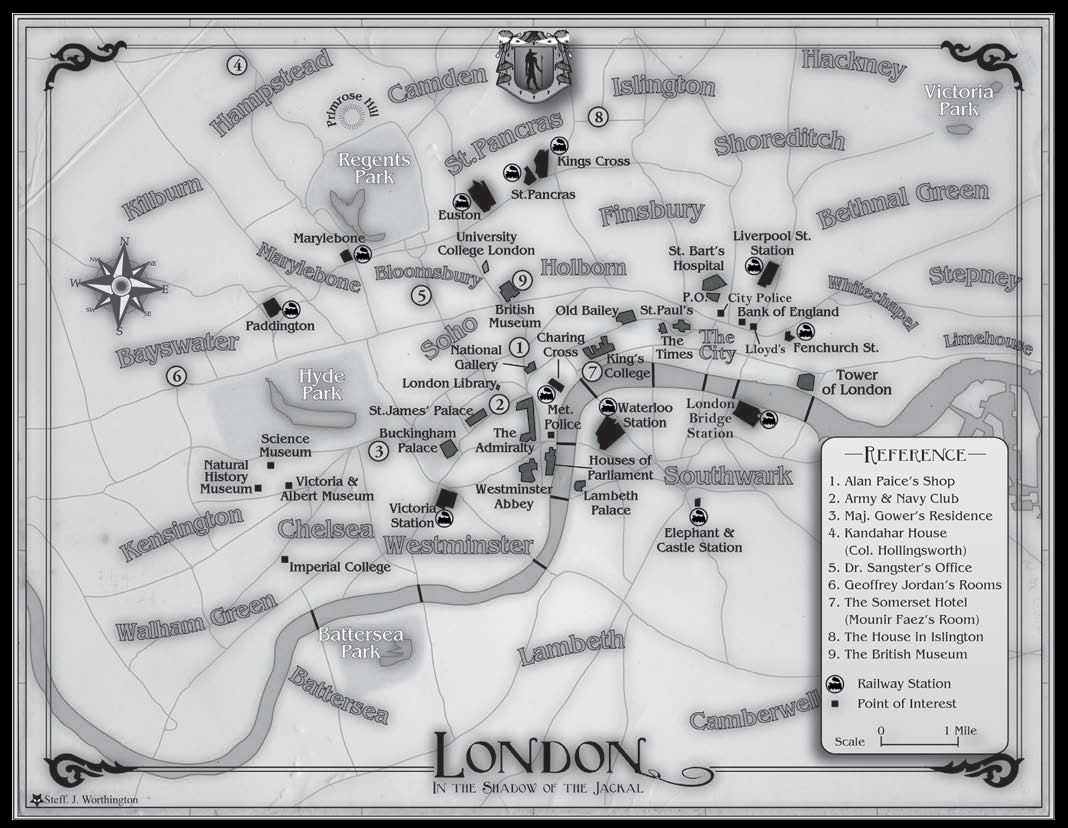 4
Hampstead
Primrose Hill
Camden
Islington
Hackney
Victoria
Park
8
St. Pancras
Shoreditch
Kings Cross
Regents
Park
St. Pancras
Kilburn
Euston
Finsbury
Bethnal Green
N
NW
NE
W
E
SW
SE
S
Marylebone
University
College London
St. Bart's
Hospital
Liverpool St.
Station
Marylebone
Bloomsbury
Holborn
9
5
Stepney
Whitechapel
P.O.
City Police
Paddington
British
Museum
Old Bailey
St. Paul's
Bank of England
Bayswater
Soho
1
Charing
Cross
National
Gallery
The
Times
The
City
Lloyd's
Fenchurch St.
Limehouse
6
Hyde
Park
London Library
7
King's
College
Tower
of London
St. James' Palace
2
Met.
Police
Waterloo
Station
London
Bridge
Station
Buckingham
Palace
3
The
Admiralty
Science
Museum
Natural
History
Museum
Victoria &
Albert Museum
Houses of
Parliament
Southwark
Westminster
Abbey
Lambeth
Palace
Victoria
Station
Kensington
Chelsea
Westminster
Elephant &
Castle Station
Imperial College
Walham Green
Battersea
Park
Lambeth
Battersea
Camberwell
Reference
1. Alan Paice's Shop
2. Army & Navy Club
3. Maj. Gower's Residence
4. Kandahar House
(Col. Hollingsworth)
5. Dr. Sangster's Office
6. Geoffrey Jordan's Rooms
7. The Somerset Hotel
(Mounir Faez's Room)
8. The House in Islington
9. The British Museum
Railway Station
Point of Interest
0 1 Mile
Scale
London
In the Shadow of the Jackal
Steff. J. Worthington